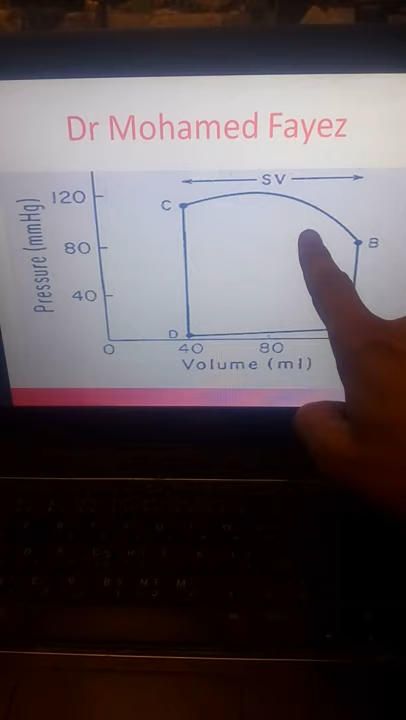 Dr Mohamed Fayez
SV
120
C
B
80
Pressure (mmHg)
40
D
0
40
80
Volume (ml)